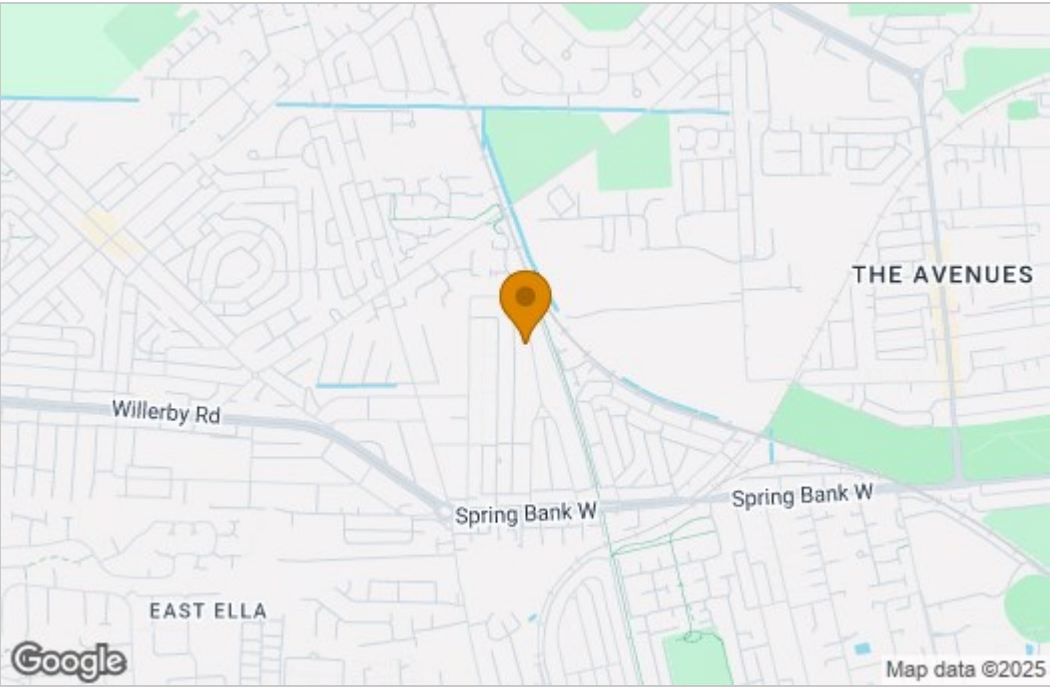 THE AVENUES
Willerby Rd
Spring Bank W
Spring Bank W
EAST ELLA
Google
Map data ©2025